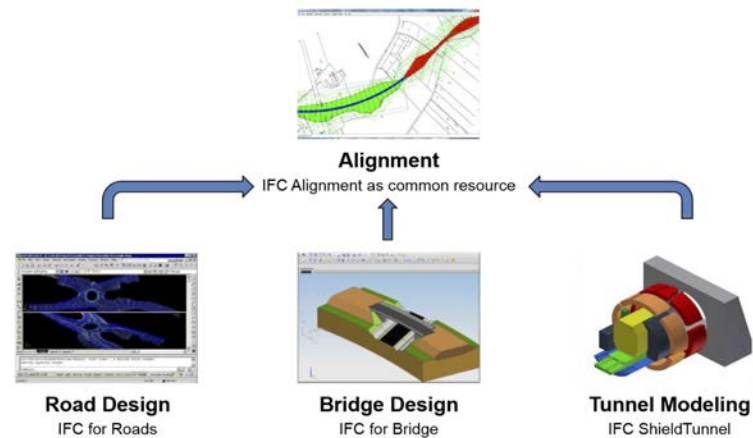 Alignment
IFC Alignment as common resource
Road Design
IFC for Roads
Bridge Design
IFC for Bridge
Tunnel Modeling
IFC ShieldTunnel